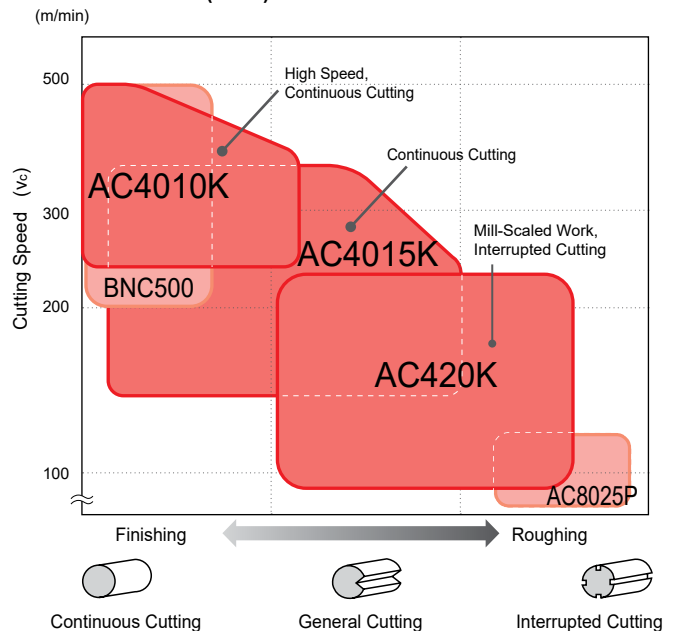 (m/min)
500
High Speed,
Continuous Cutting
Continuous Cutting
AC4010K
300
Mill-Scaled Work,
Interrupted Cutting
AC4015K
BNC500
200
AC420K
100
AC8025P
Cutting Speed (vc)
Finishing
Roughing
Continuous Cutting
General Cutting
Interrupted Cutting